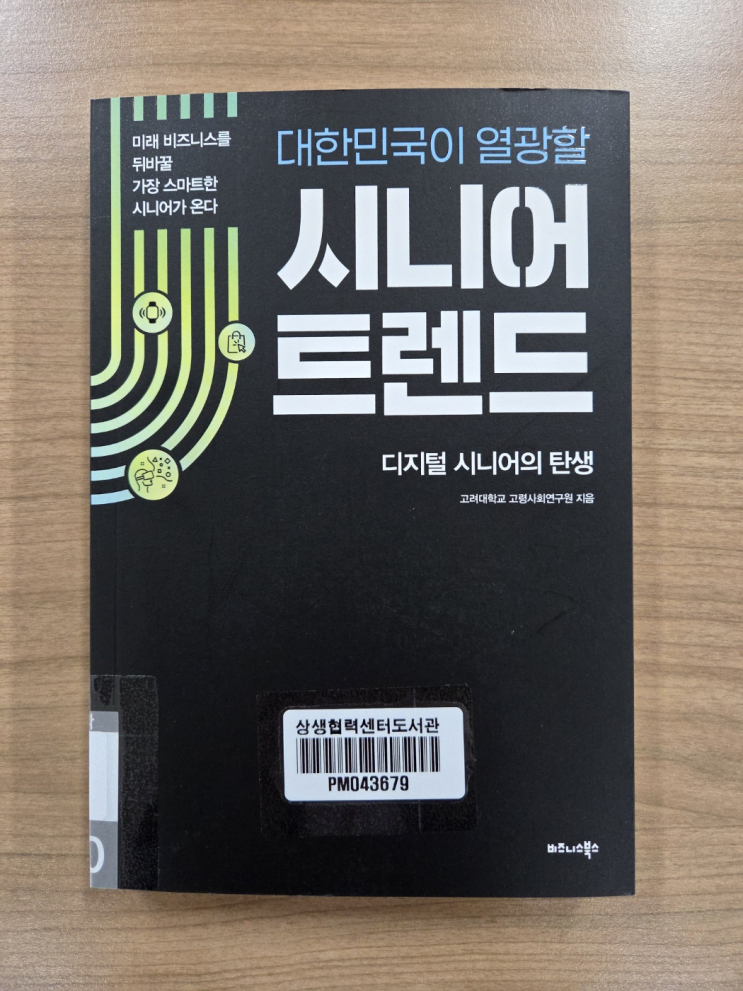 미래 비즈니스를
뒤바꿀
가장 스마트한
시니어가 온다
대한민국이 열광할
시니어
트렌드
디지털 시니어의 탄생
고려대학교 고령사회연구원 지음
상생협력센터도서관
PM043679
비즈니스북스